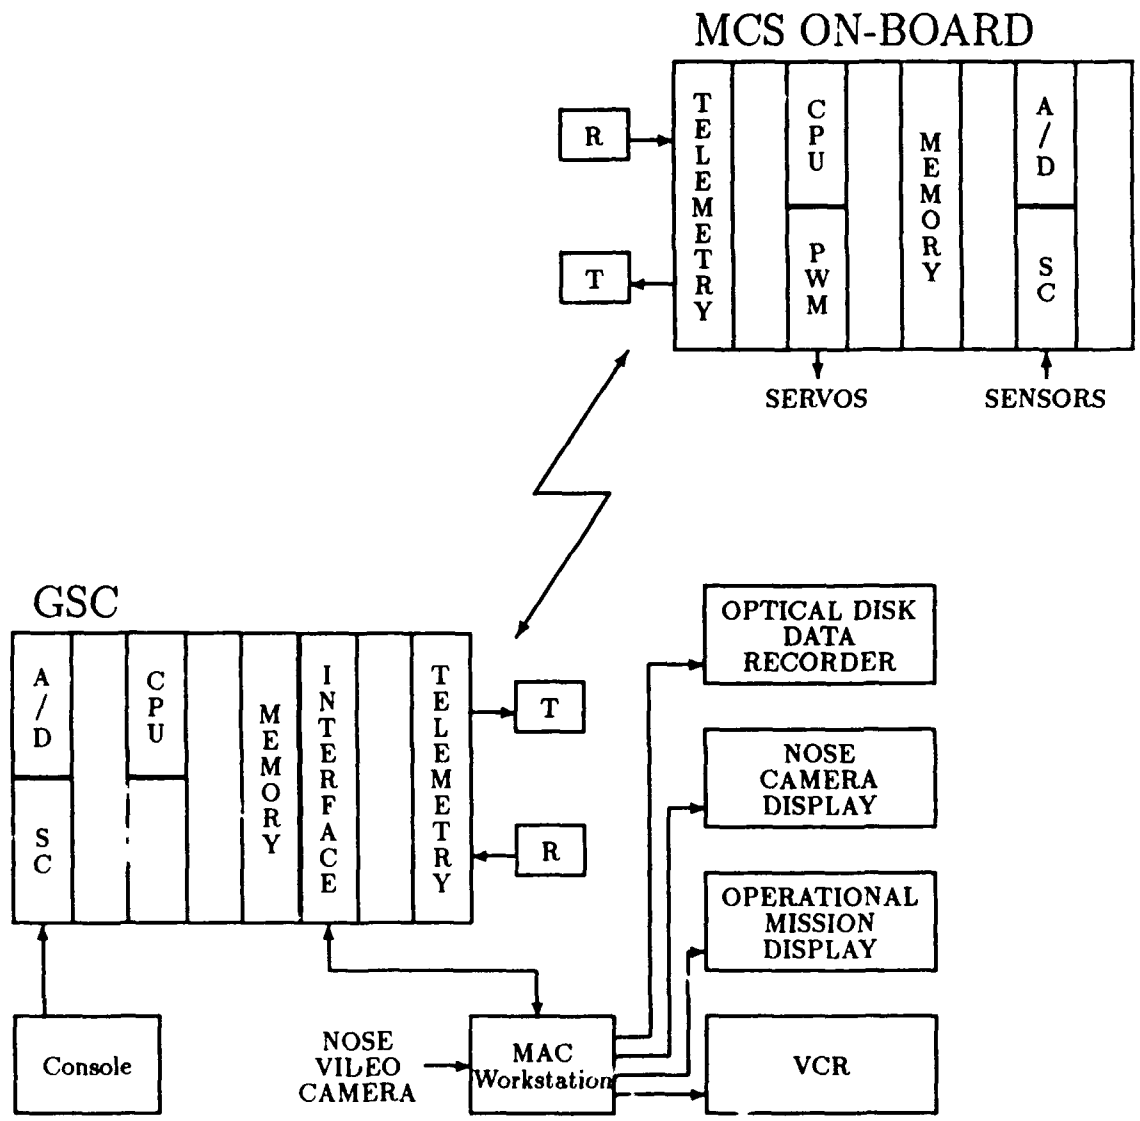 MCS ON-BOARD
R
T
TELEMETRY
CPU
PWM
MEMORY
A/D
SC
SERVOS
SENSORS
GSC
A/D
SC
CPU
MEMORY
INTERFACE
TELEMETRY
T
R
OPTICAL DISK
DATA
RECORDER
NOSE
CAMERA
DISPLAY
OPERATIONAL
MISSION
DISPLAY
Console
NOSE
VILEO
CAMERA
MAC
Workstation
VCR